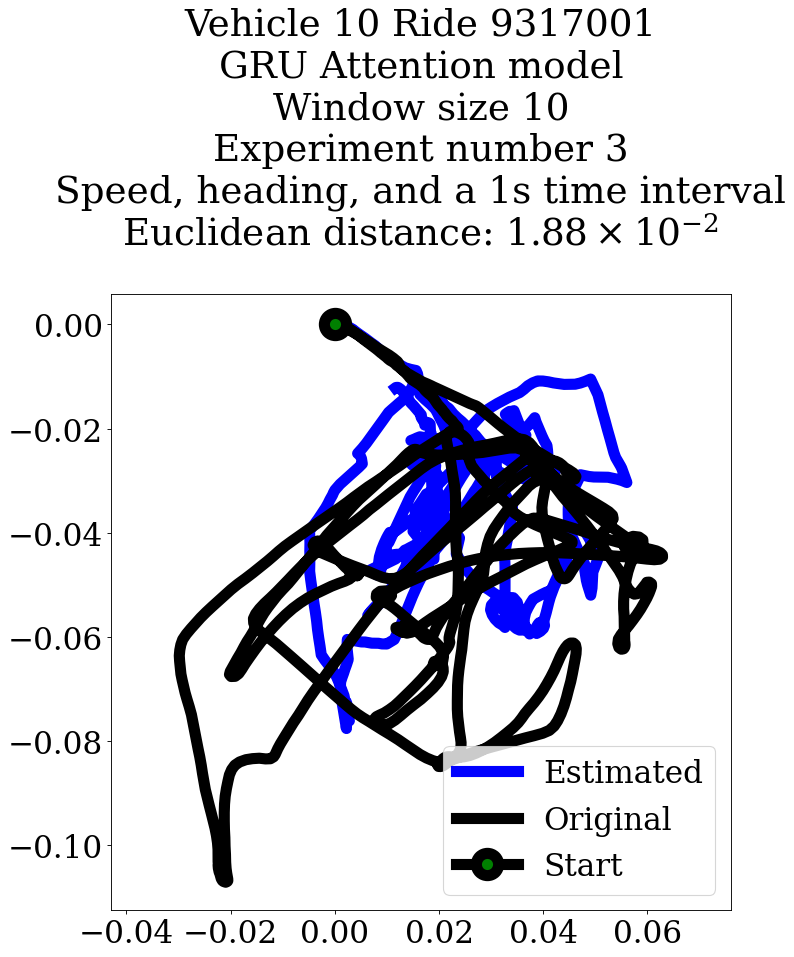 Vehicle 10 Ride 9317001
GRU Attention model
Window size 10
Experiment number 3
Speed, heading, and a 1s time interval
Euclidean distance: 1.88 × 10⁻²
0.00
−0.02
−0.04
−0.06
−0.08
−0.10
Estimated
Original
Start
−0.04 −0.02 0.00 0.02 0.04 0.06